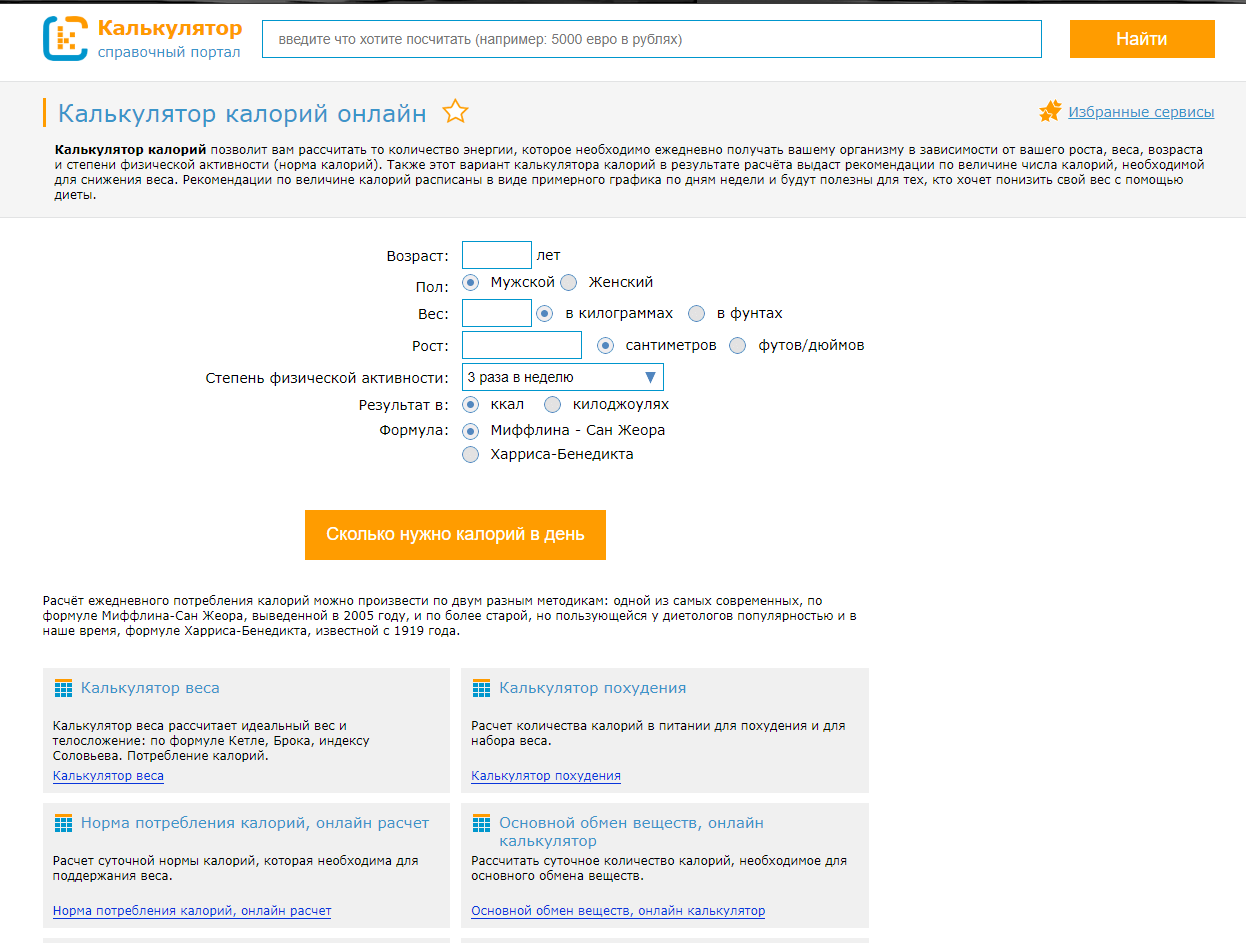 Калькулятор
справочный портал
введите что хотите посчитать (например: 5000 евро в рублях)
Найти
Калькулятор калорий онлайн
Избранные сервисы
Калькулятор калорий позволит вам рассчитать то количество энергии, которое необходимо ежедневно получать вашему организму в зависимости от вашего роста, веса, возраста
и степени физической активности (норма калорий). Также этот вариант калькулятора калорий в результате расчёта выдаст рекомендации по величине числа калорий, необходимой
для снижения веса. Рекомендации по величине калорий расписаны в виде примерного графика по дням недели и будут полезны для тех, кто хочет понизить свой вес с помощью
диеты.
Возраст: лет
Пол: Мужской Женский
Вес: в килограммах в фунтах
Рост: сантиметров футов/дюймов
Степень физической активности: 3 раза в неделю
Результат в: ккал килоджоулях
Формула: Миффлина - Сан Жеора
Харриса-Бенедикта
Сколько нужно калорий в день
Расчёт ежедневного потребления калорий можно произвести по двум разным методикам: одной из самых современных, по
формуле Миффлина-Сан Жеора, выведенной в 2005 году, и по более старой, но пользующейся у диетологов популярностью и в
наше время, формуле Харриса-Бенедикта, известной с 1919 года.
Калькулятор веса
Калькулятор веса рассчитает идеальный вес и
телосложение: по формуле Кетле, Брока, индексу
Соловьева. Потребление калорий.
Калькулятор веса
Калькулятор похудения
Расчет количества калорий в питании для похудения и для
набора веса.
Калькулятор похудения
Норма потребления калорий, онлайн расчет
Расчет суточной нормы калорий, которая необходима для
поддержания веса.
Норма потребления калорий, онлайн расчет
Основной обмен веществ, онлайн
калькулятор
Рассчитать суточное количество калорий, необходимое для
основного обмена веществ.
Основной обмен веществ, онлайн калькулятор